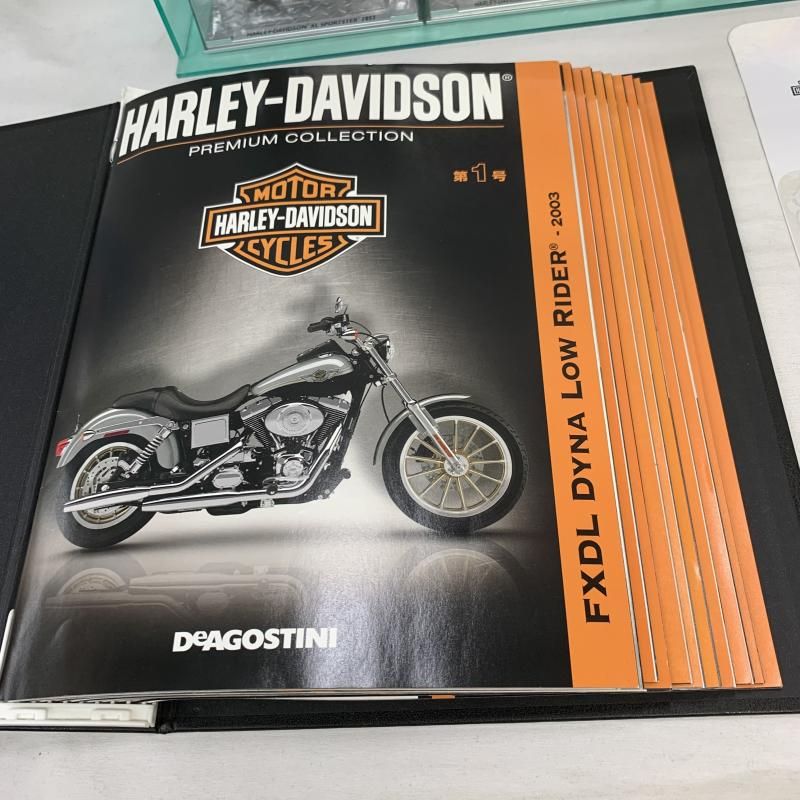 HARLEY-DAVIDSON XL SPORTSTER 1957
HARLEY-DAVIDSON®
PREMIUM COLLECTION
第1号
MOTOR
HARLEY-DAVIDSON
CYCLES
FXDL DYNA LOW RIDER® - 2003
DeAGOSTINI